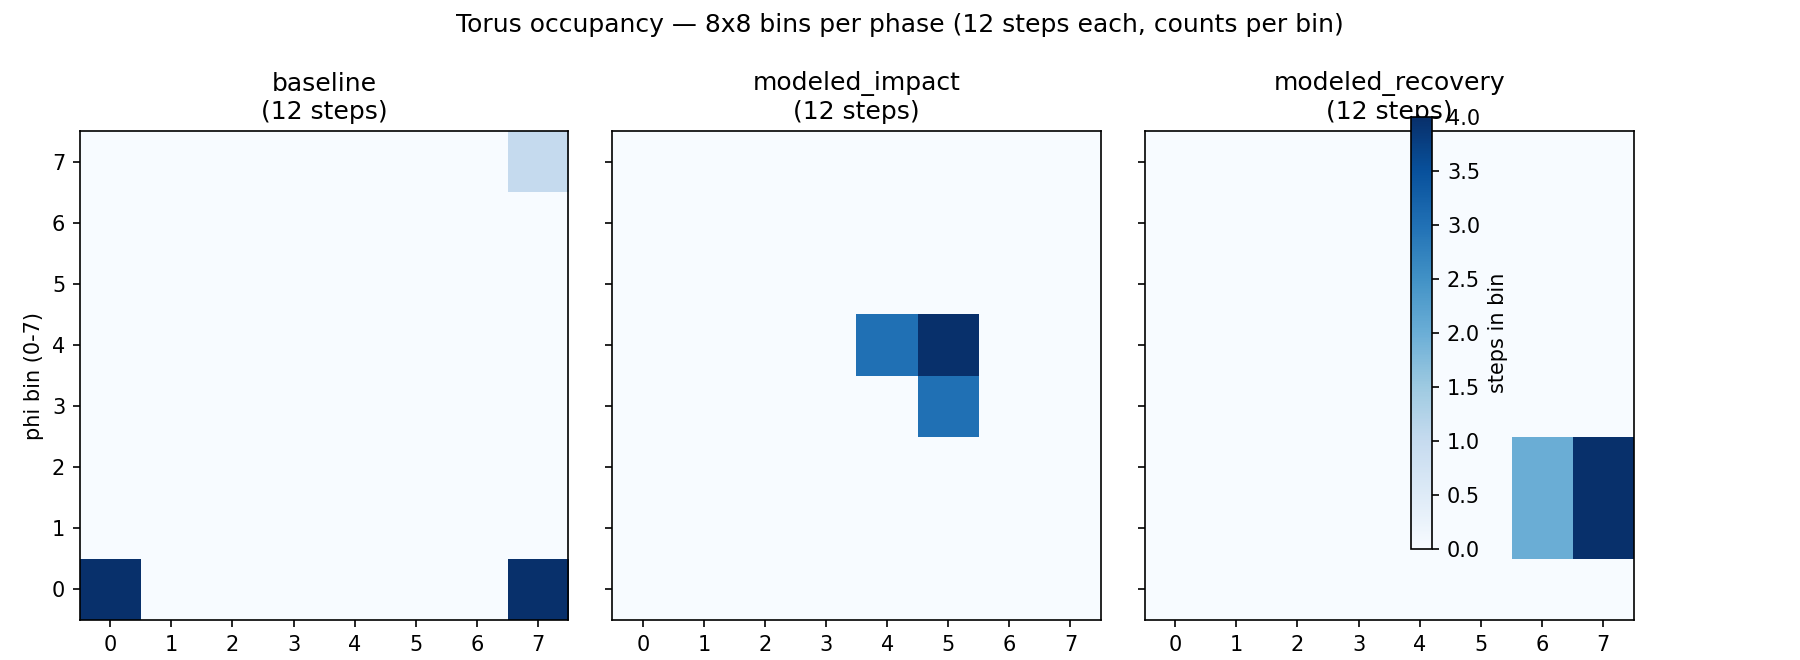 Torus occupancy — 8x8 bins per phase (12 steps each, counts per bin)
baseline
(12 steps)
modeled_impact
(12 steps)
modeled_recovery
(12 steps)
phi bin (0-7)
7
6
5
4
3
2
1
0
0 1 2 3 4 5 6 7
0 1 2 3 4 5 6 7
0 1 2 3 4 5 6 7
4.0
3.5
3.0
2.5
2.0
1.5
1.0
0.5
0.0
steps in bin